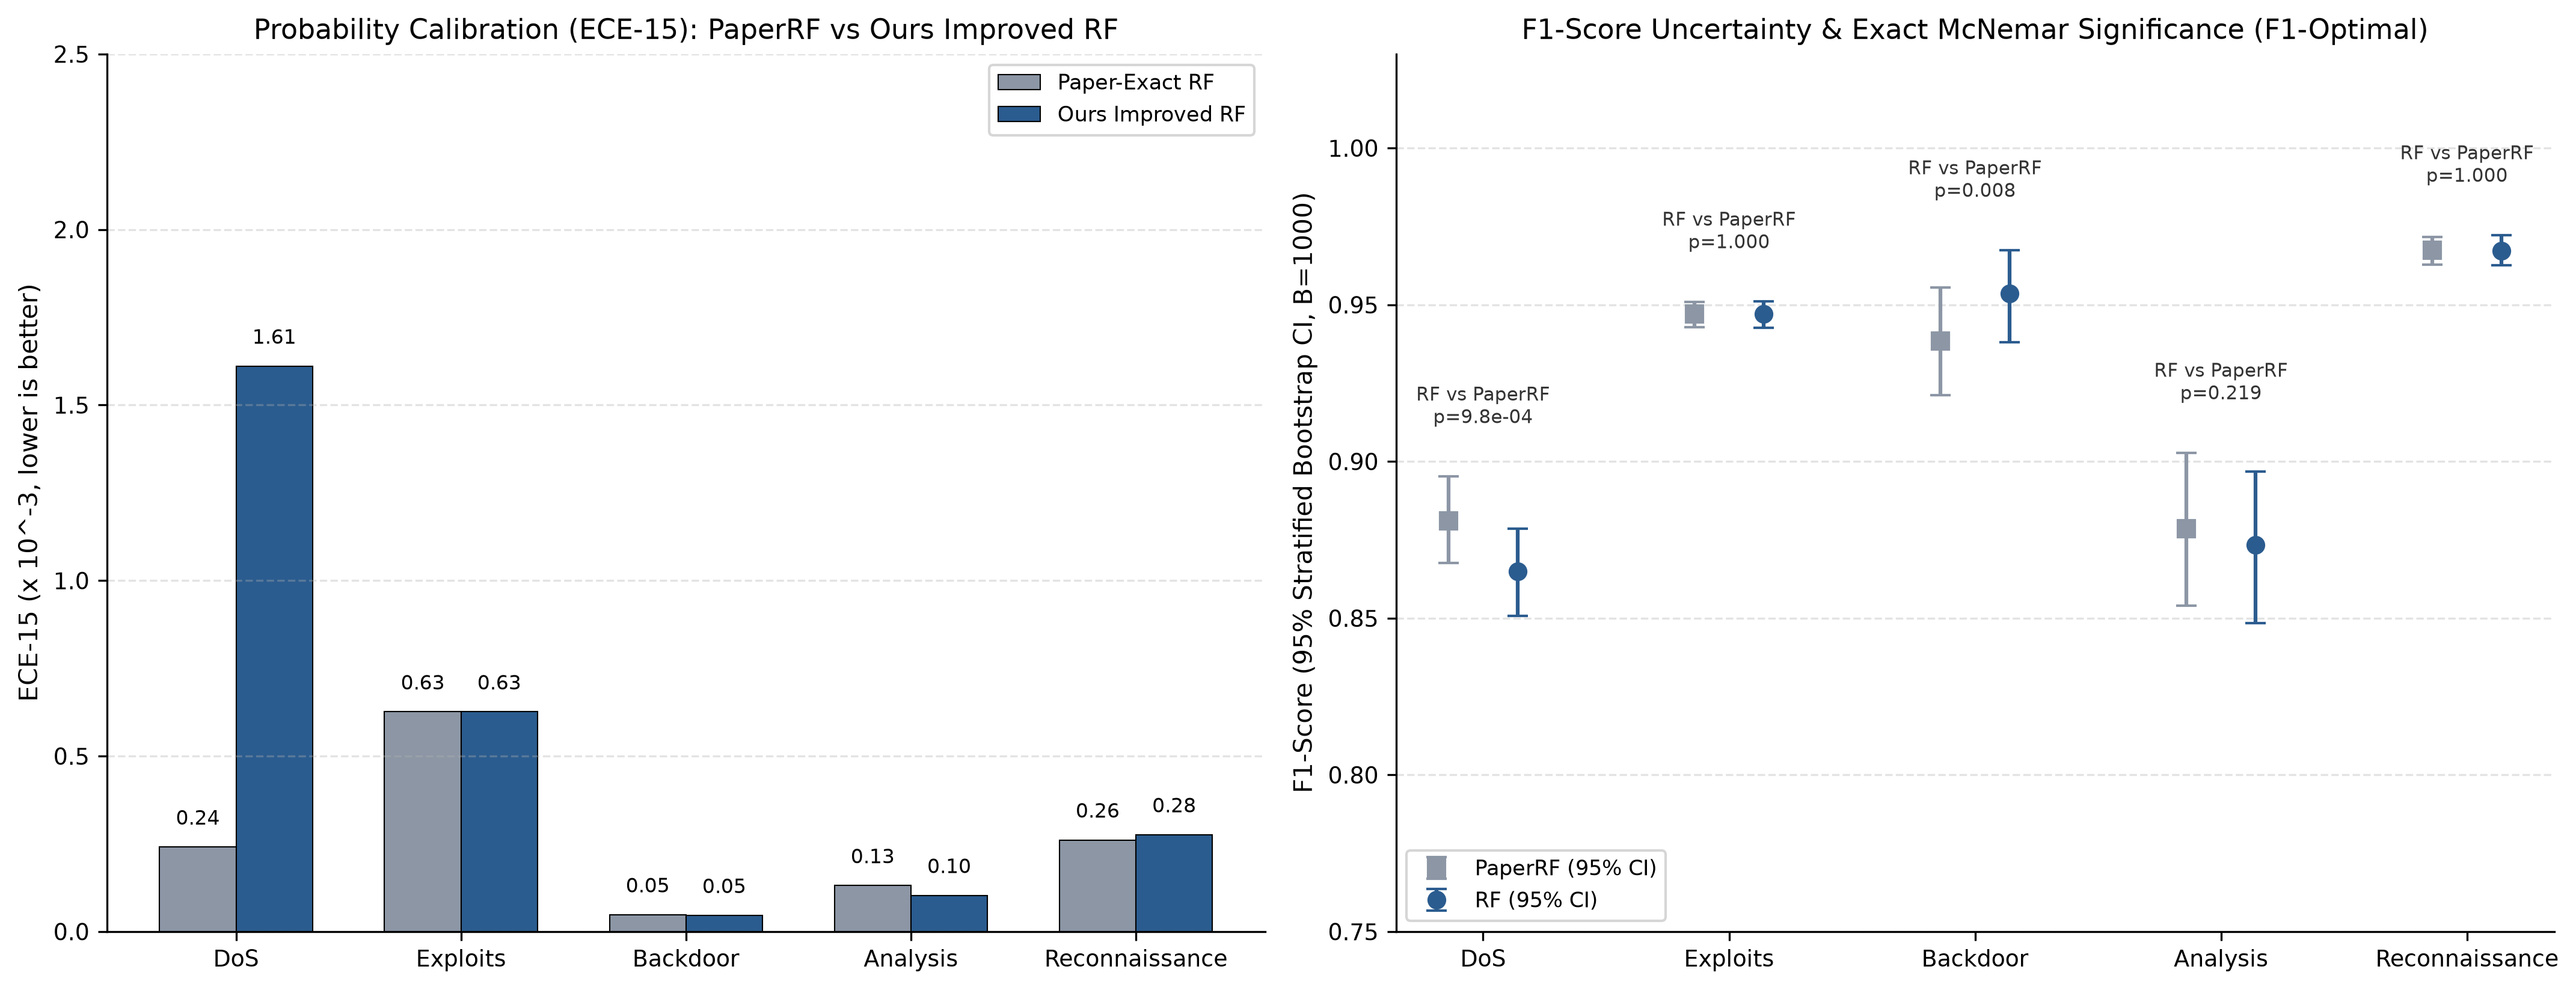 Probability Calibration (ECE-15): PaperRF vs Ours Improved RF
ECE-15 (x 10^-3, lower is better)
2.5
2.0
1.5
1.0
0.5
0.0
Paper-Exact RF
Ours Improved RF
0.24
1.61
0.63
0.63
0.05
0.05
0.13
0.10
0.26
0.28
DoS
Exploits
Backdoor
Analysis
Reconnaissance
F1-Score Uncertainty & Exact McNemar Significance (F1-Optimal)
F1-Score (95% Stratified Bootstrap CI, B=1000)
1.00
0.95
0.90
0.85
0.80
0.75
RF vs PaperRF
p=9.8e-04
RF vs PaperRF
p=1.000
RF vs PaperRF
p=0.008
RF vs PaperRF
p=0.219
RF vs PaperRF
p=1.000
PaperRF (95% CI)
RF (95% CI)
DoS
Exploits
Backdoor
Analysis
Reconnaissance